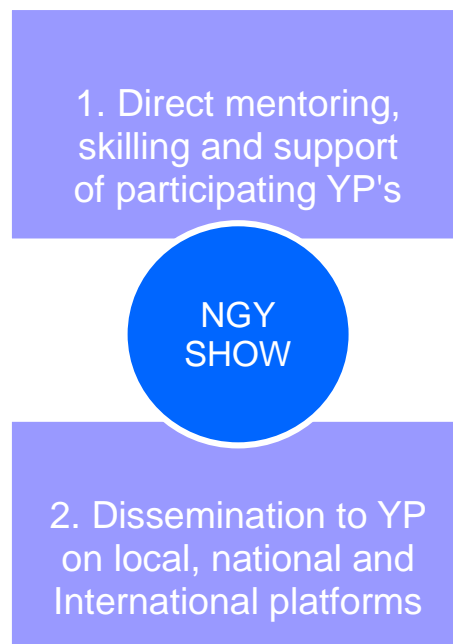 1. Direct mentoring,
skilling and support
of participating YP's
NGY
SHOW
2. Dissemination to YP
on local, national and
International platforms